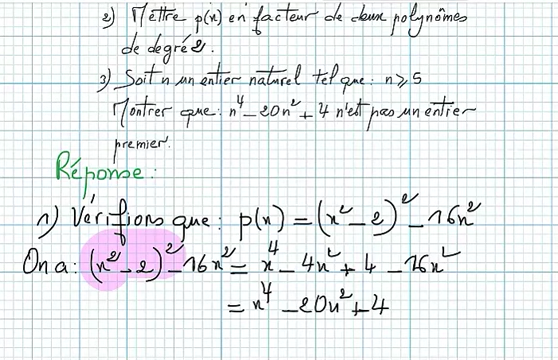 2) Mettre p(x) en facteur de deux polynômes
de degré 2.
3) Soit n un entier naturel tel que : n ⩾ 5
Montrer que : n⁴ - 20n² + 4 n'est pas un entier
premier.
Réponse :
1) Vérifions que : p(x) = (x² - 2)² - 16x²
On a : (x² - 2)² - 16x² = x⁴ - 4x² + 4 - 16x²
= x⁴ - 20x² + 4